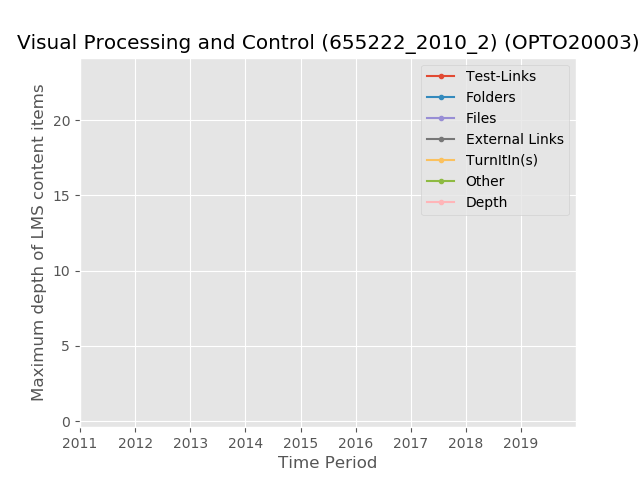 Visual Processing and Control (655222_2010_2) (OPTO20003)
Maximum depth of LMS content items
20
15
10
5
0
Test-Links
Folders
Files
External Links
TurnItIn(s)
Other
Depth
2011 2012 2013 2014 2015 2016 2017 2018 2019
Time Period